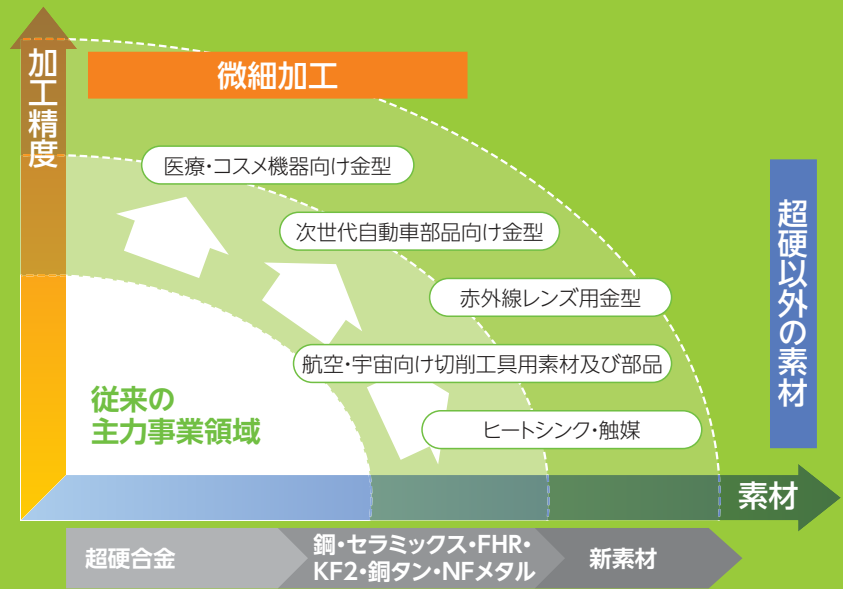 加工精度
微細加工
医療・コスメ機器向け金型
次世代自動車部品向け金型
赤外線レンズ用金型
航空・宇宙向け切削工具用素材及び部品
ヒートシンク・触媒
超硬以外の素材
従来の
主力事業領域
素材
超硬合金
鋼・セラミックス・FHR・
KF2・銅タン・NFメタル
新素材